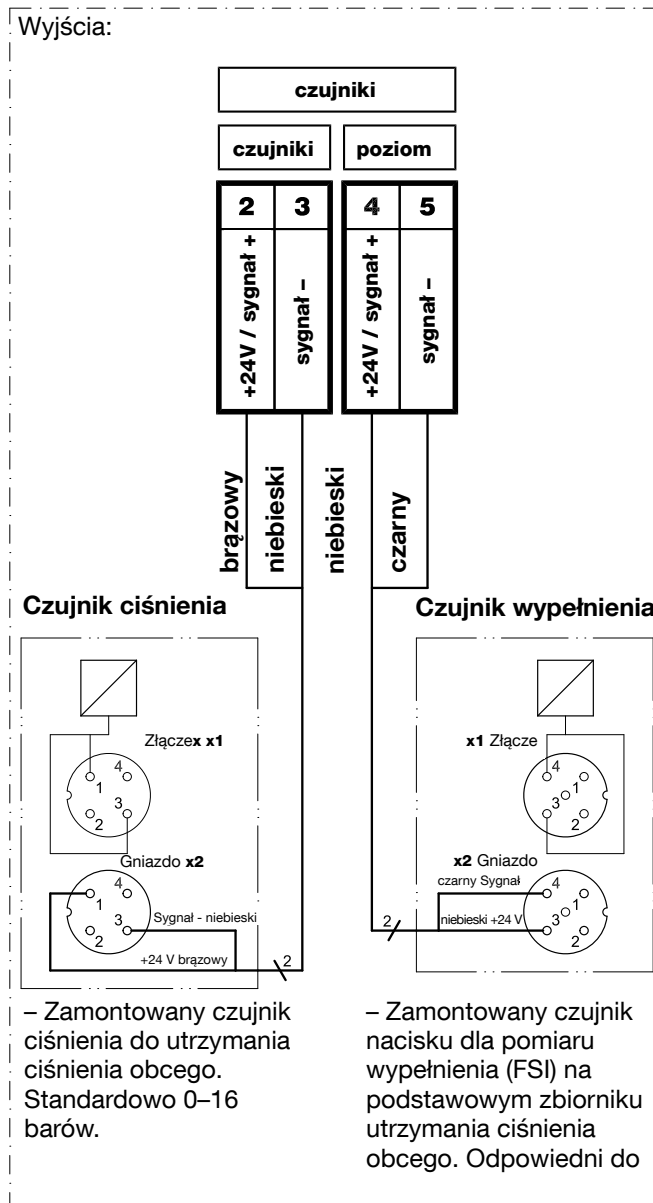 Wyjścia:
czujniki
czujniki
poziom
2
3
4
5
+24V / sygnał +
sygnał –
+24V / sygnał +
sygnał –
brązowy
niebieski
niebieski
czarny
Czujnik ciśnienia
Złączex x1
4
1
3
2
Gniazdo x2
4
1
3
2
Sygnał - niebieski
+24 V brązowy
2
– Zamontowany czujnik
ciśnienia do utrzymania
ciśnienia obcego.
Standardowo 0–16
barów.
Czujnik wypełnienia
x1 Złącze
4
1
3
2
x2 Gniazdo
czarny Sygnał
4
1
niebieski +24 V
3
2
2
– Zamontowany czujnik
nacisku dla pomiaru
wypełnienia (FSI) na
podstawowym zbiorniku
utrzymania ciśnienia
obcego. Odpowiedni do